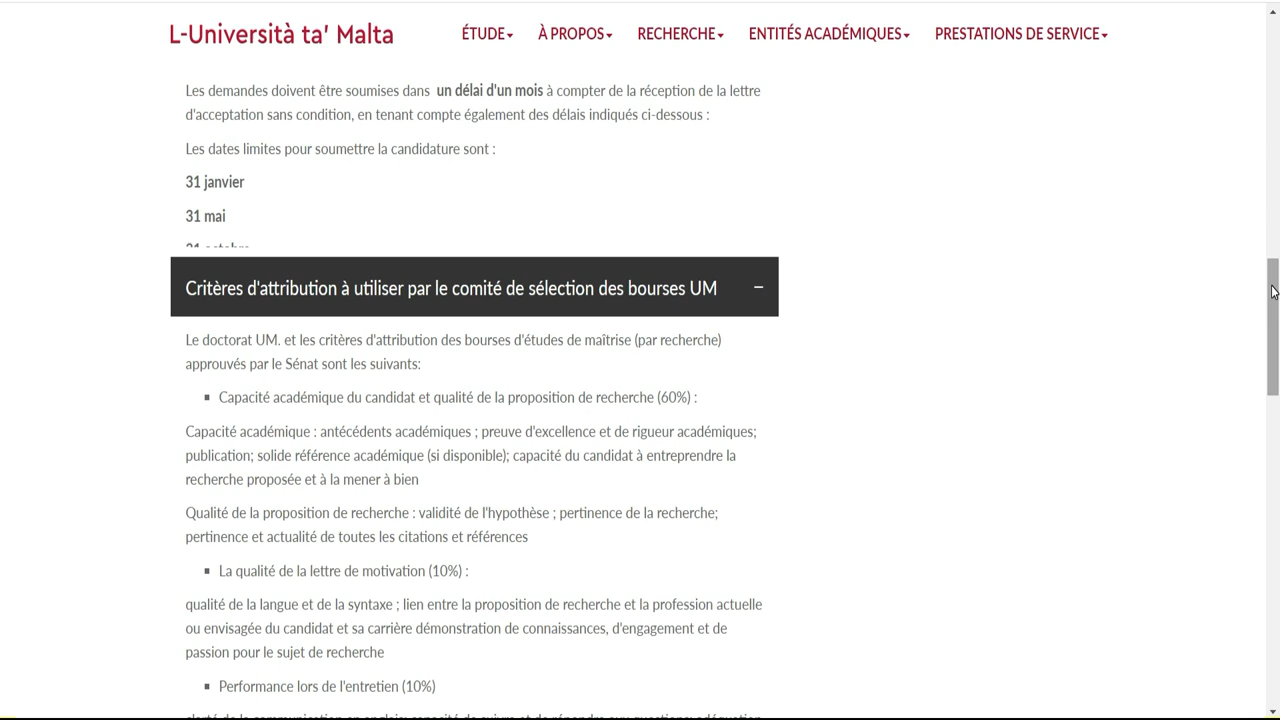 L-Università ta' Malta
ÉTUDE
À PROPOS
RECHERCHE
ENTITÉS ACADÉMIQUES
PRESTATIONS DE SERVICE
Les demandes doivent être soumises dans un délai d'un mois à compter de la réception de la lettre
d'acceptation sans condition, en tenant compte également des délais indiqués ci-dessous :
Les dates limites pour soumettre la candidature sont :
31 janvier
31 mai
Critères d'attribution à utiliser par le comité de sélection des bourses UM
Le doctorat UM. et les critères d'attribution des bourses d'études de maîtrise (par recherche)
approuvés par le Sénat sont les suivants:
▪ Capacité académique du candidat et qualité de la proposition de recherche (60%) :
Capacité académique : antécédents académiques ; preuve d'excellence et de rigueur académiques;
publication; solide référence académique (si disponible); capacité du candidat à entreprendre la
recherche proposée et à la mener à bien
Qualité de la proposition de recherche : validité de l'hypothèse ; pertinence de la recherche;
pertinence et actualité de toutes les citations et références
▪ La qualité de la lettre de motivation (10%) :
qualité de la langue et de la syntaxe ; lien entre la proposition de recherche et la profession actuelle
ou envisagée du candidat et sa carrière démonstration de connaissances, d'engagement et de
passion pour le sujet de recherche
▪ Performance lors de l'entretien (10%)